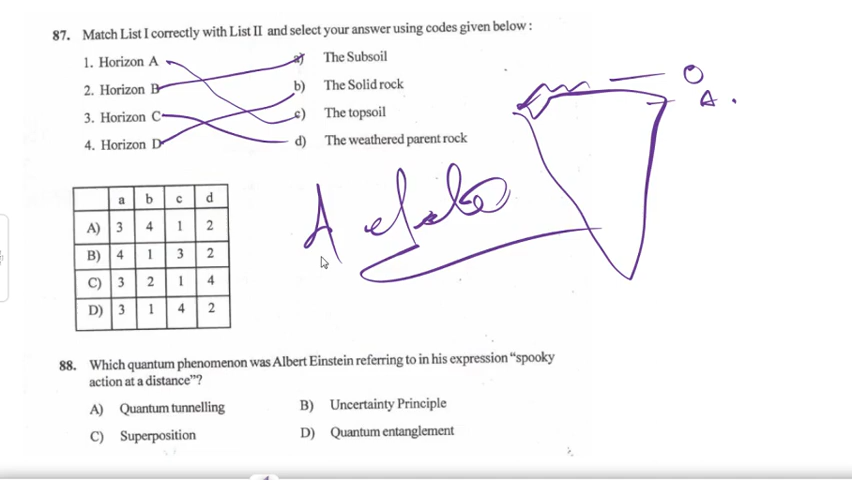 87. Match List I correctly with List II and select your answer using codes given below :
1. Horizon A a) The Subsoil
2. Horizon B b) The Solid rock
3. Horizon C c) The topsoil
4. Horizon D d) The weathered parent rock
O
A .
a b c d
A) 3 4 1 2
B) 4 1 3 2
C) 3 2 1 4
D) 3 1 4 2
A
88. Which quantum phenomenon was Albert Einstein referring to in his expression “spooky
action at a distance”?
A) Quantum tunnelling B) Uncertainty Principle
C) Superposition D) Quantum entanglement